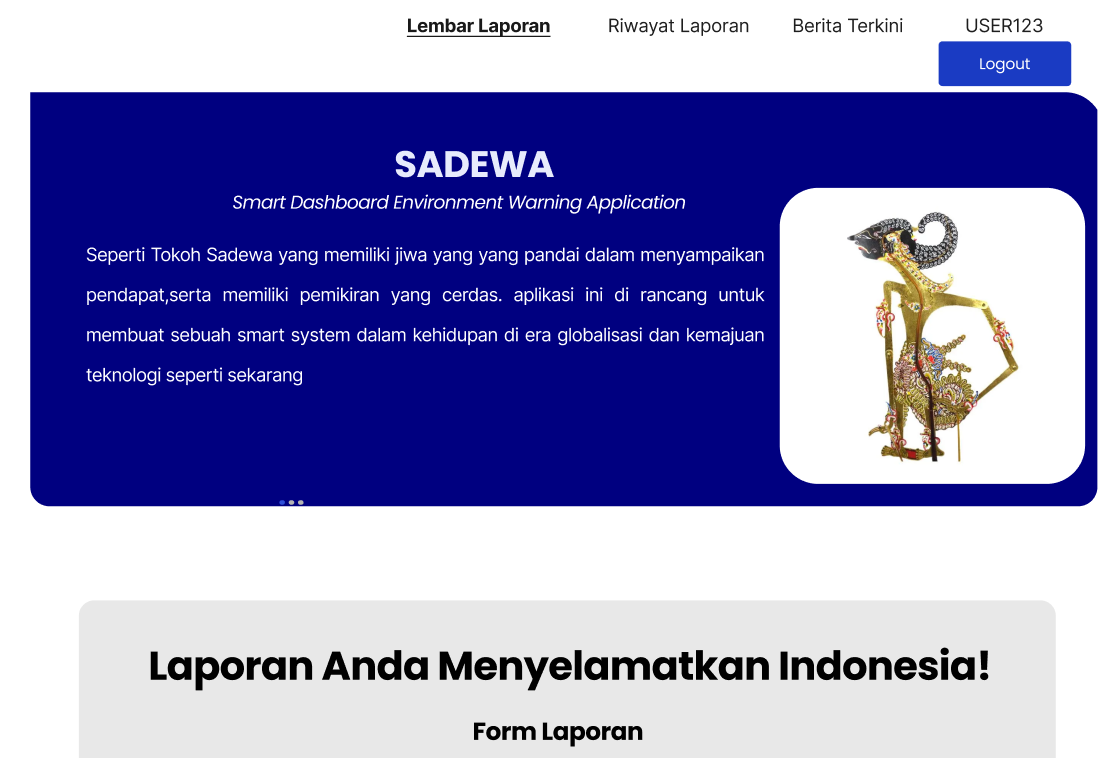 Lembar Laporan Riwayat Laporan Berita Terkini USER123
Logout
SADEWA
Smart Dashboard Environment Warning Application
Seperti Tokoh Sadewa yang memiliki jiwa yang yang pandai dalam menyampaikan
pendapat,serta memiliki pemikiran yang cerdas. aplikasi ini di rancang untuk
membuat sebuah smart system dalam kehidupan di era globalisasi dan kemajuan
teknologi seperti sekarang
Laporan Anda Menyelamatkan Indonesia!
Form Laporan